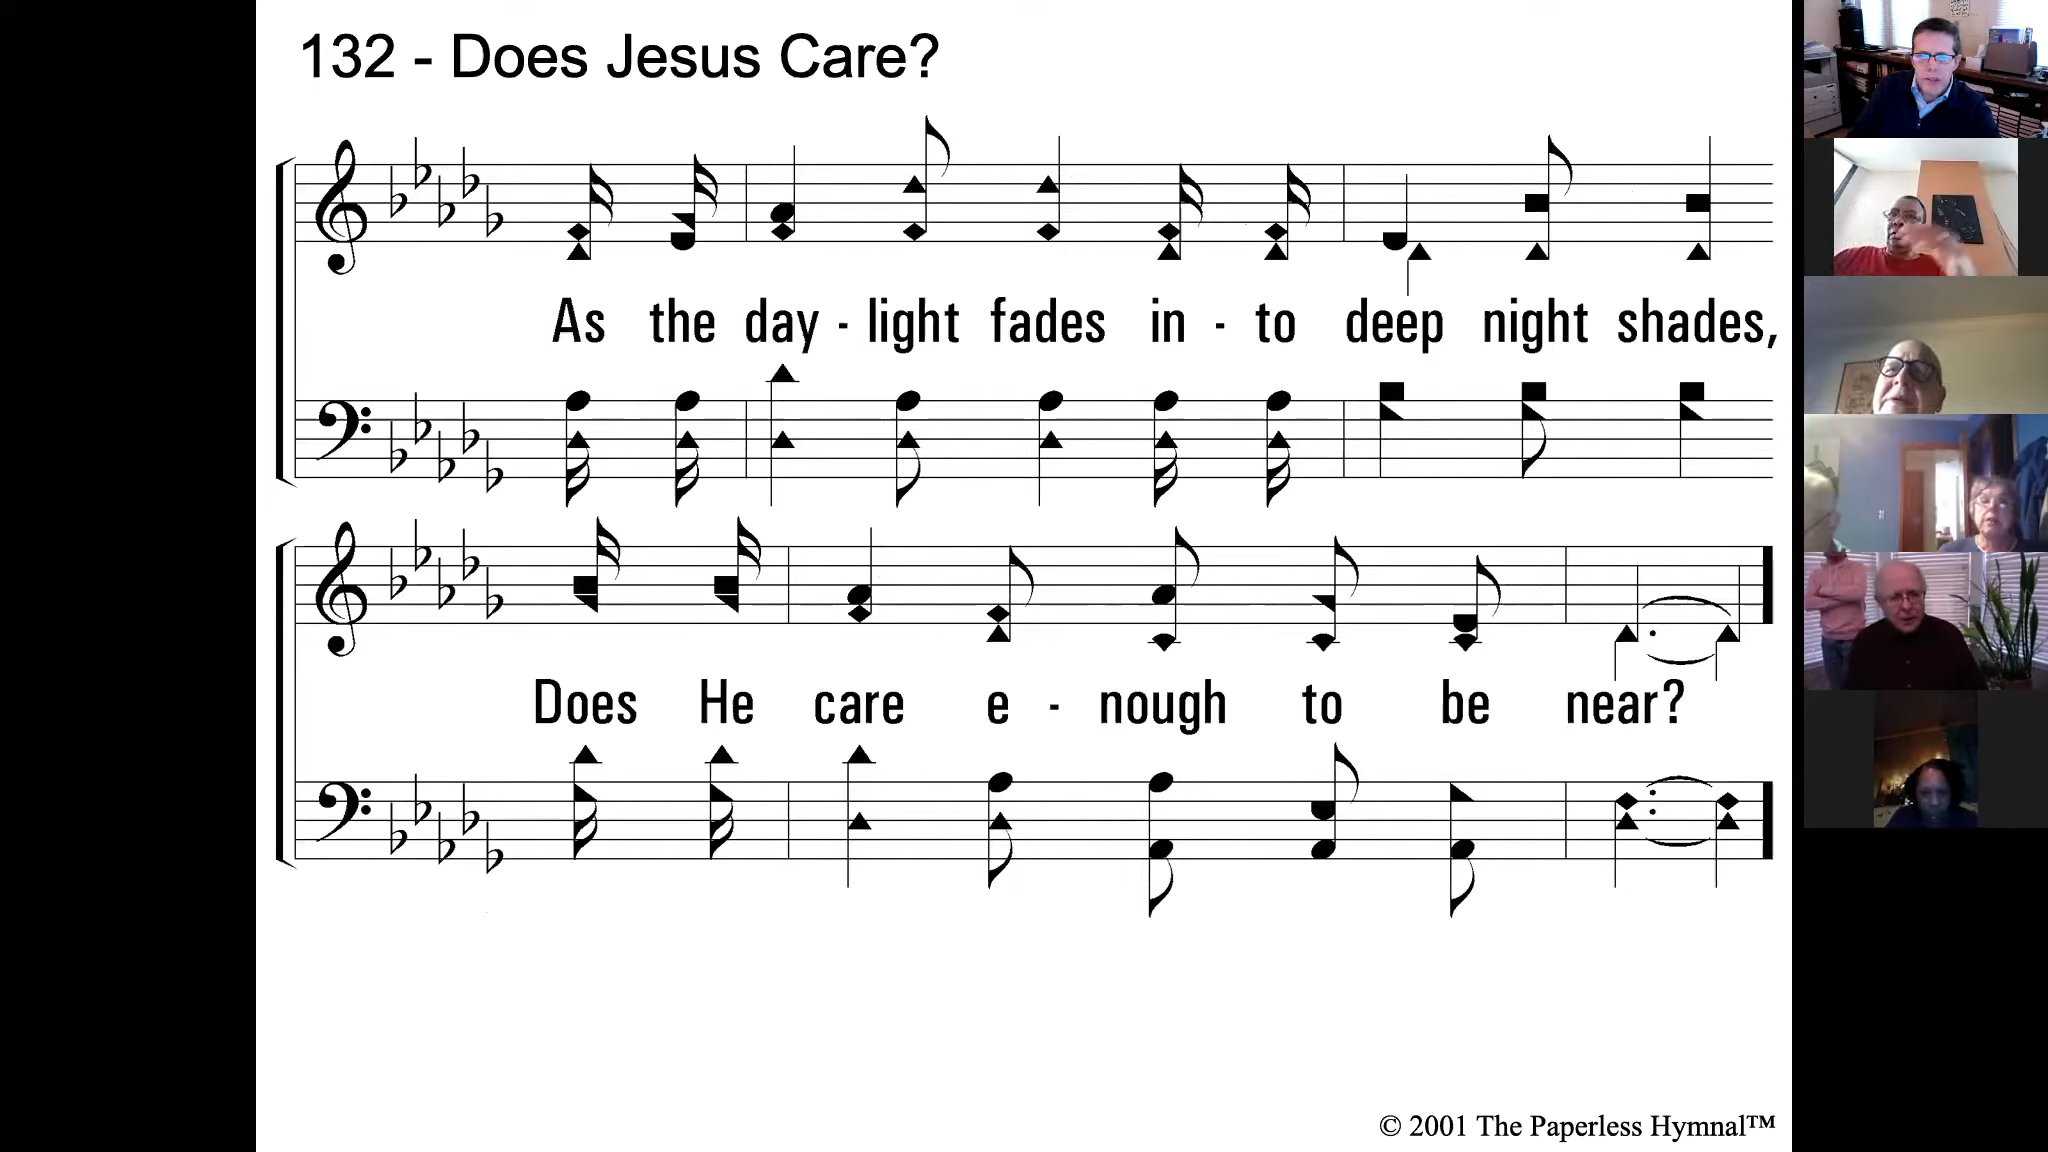 132 - Does Jesus Care?
As the day - light fades in - to deep night shades,
Does He care e - nough to be near?
© 2001 The Paperless Hymnal™